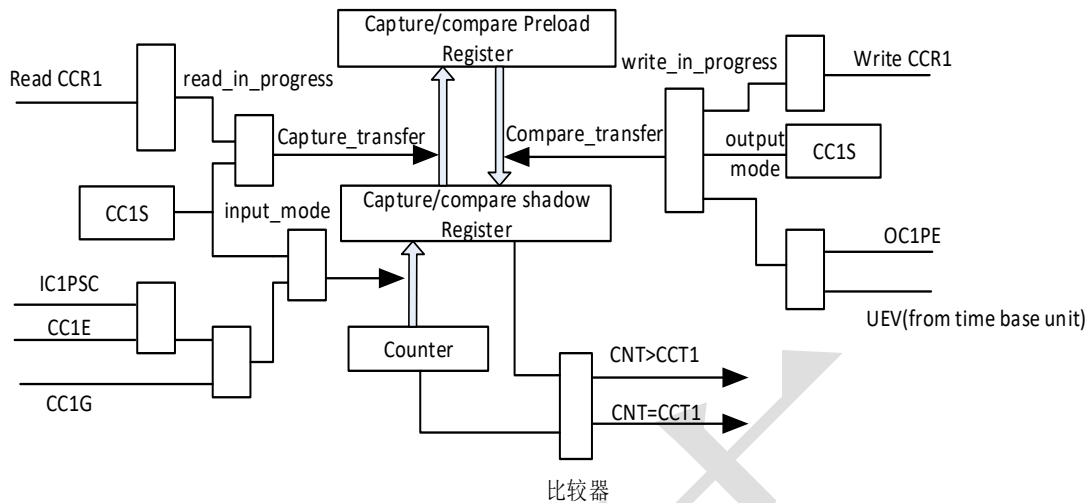 Capture/compare Preload
Register
Read CCR1
read_in_progress
write_in_progress
Write CCR1
Capture_transfer
Compare_transfer
output
mode
CC1S
CC1S
input_mode
Capture/compare shadow
Register
OC1PE
IC1PSC
UEV(from time base unit)
CC1E
Counter
CNT>CCT1
CC1G
CNT=CCT1
比较器